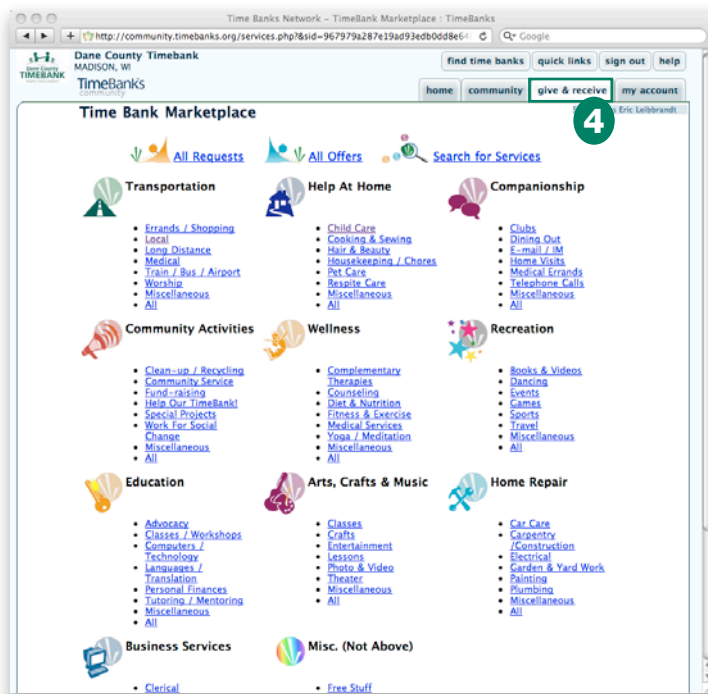 Time Banks Network – TimeBank Marketplace : TimeBanks
Google
Dane County Timebank
MADISON, WI
Dane County
TIMEBANK
TimeBanks
community
find time banks
quick links
sign out
help
home
community
give & receive
my account
4
Eric Leibbrandt
Time Bank Marketplace
All Requests
All Offers
Search for Services
Transportation
Errands / Shopping
Local
Long Distance
Medical
Train / Bus / Airport
Worship
Miscellaneous
All
Help At Home
Child Care
Cooking & Sewing
Hair & Beauty
Housekeeping / Chores
Pet Care
Respite Care
Miscellaneous
All
Companionship
Clubs
Dining Out
E-mail / IM
Home Visits
Medical Errands
Telephone Calls
Miscellaneous
All
Community Activities
Clean-up / Recycling
Community Service
Fund-raising
Help Our TimeBank!
Special Projects
Work For Social
Change
Miscellaneous
All
Wellness
Complementary
Therapies
Counseling
Diet & Nutrition
Fitness & Exercise
Medical Services
Yoga / Meditation
Miscellaneous
All
Recreation
Books & Videos
Dancing
Events
Games
Sports
Travel
Miscellaneous
All
Education
Advocacy
Classes / Workshops
Computers /
Technology
Languages /
Translation
Personal Finances
Tutoring / Mentoring
Miscellaneous
All
Arts, Crafts & Music
Classes
Crafts
Entertainment
Lessons
Photo & Video
Theater
Miscellaneous
All
Home Repair
Car Care
Carpentry
/Construction
Electrical
Garden & Yard Work
Painting
Plumbing
Miscellaneous
All
Business Services
Clerical
Misc. (Not Above)
Free Stuff